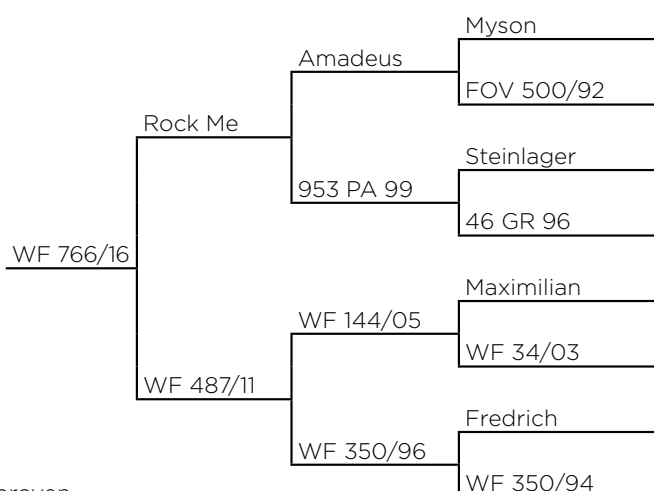 Myson
Amadeus
FOV 500/92
Rock Me
Steinlager
953 PA 99
46 GR 96
WF 766/16
Maximilian
WF 144/05
WF 34/03
WF 487/11
Fredrich
WF 350/96
WF 350/94